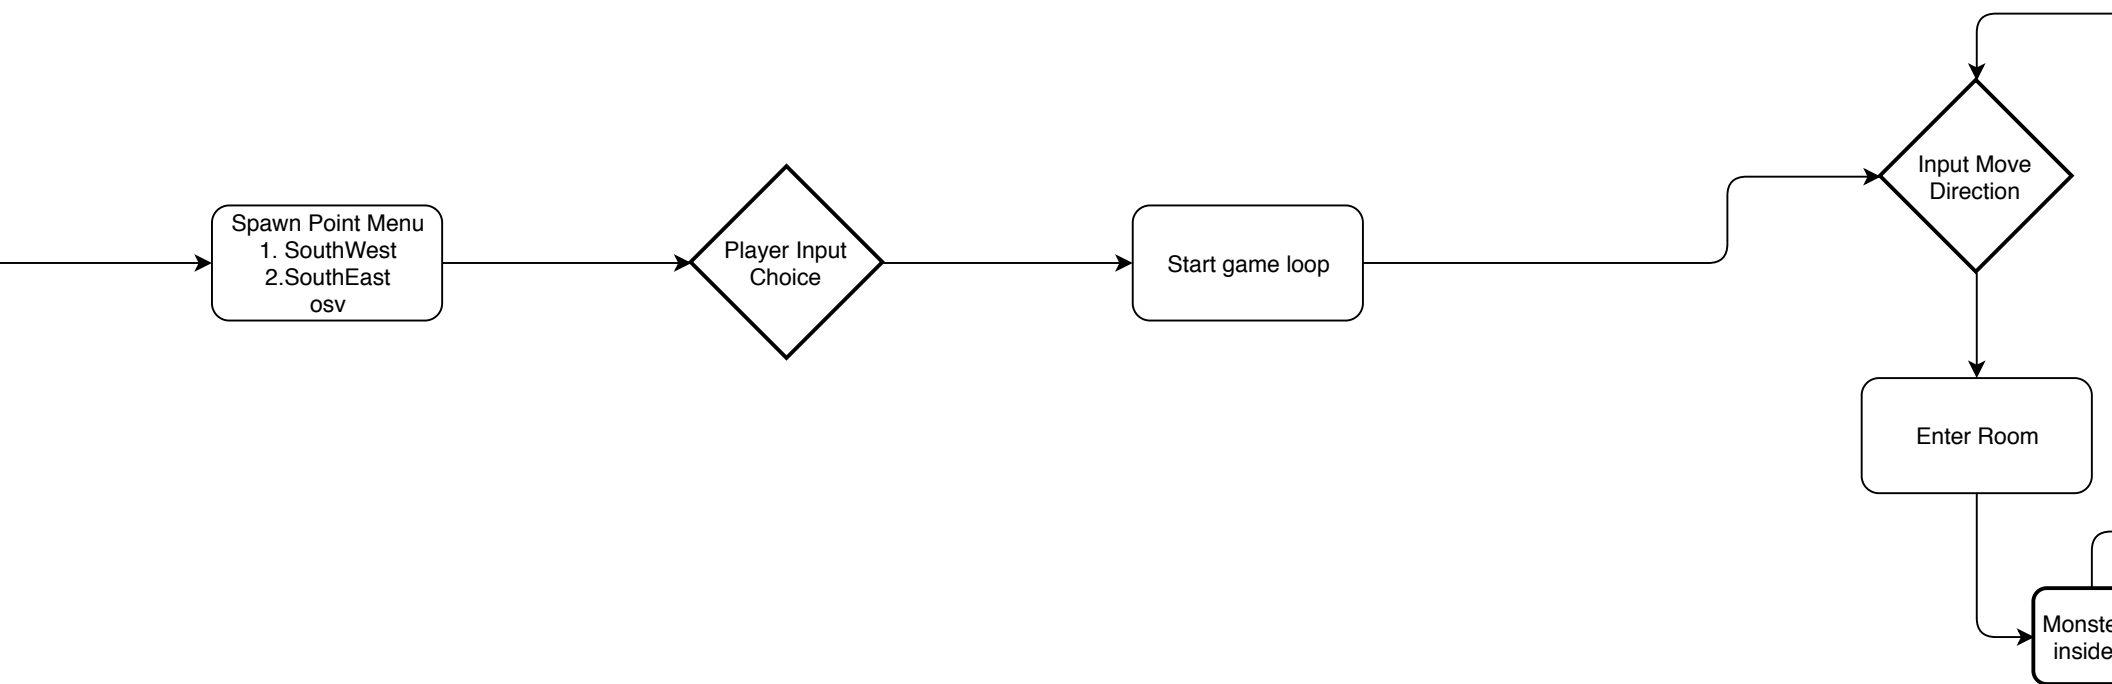 Spawn Point Menu
1. SouthWest
2.SouthEast
osv
Player Input
Choice
Start game loop
Input Move
Direction
Enter Room
inside